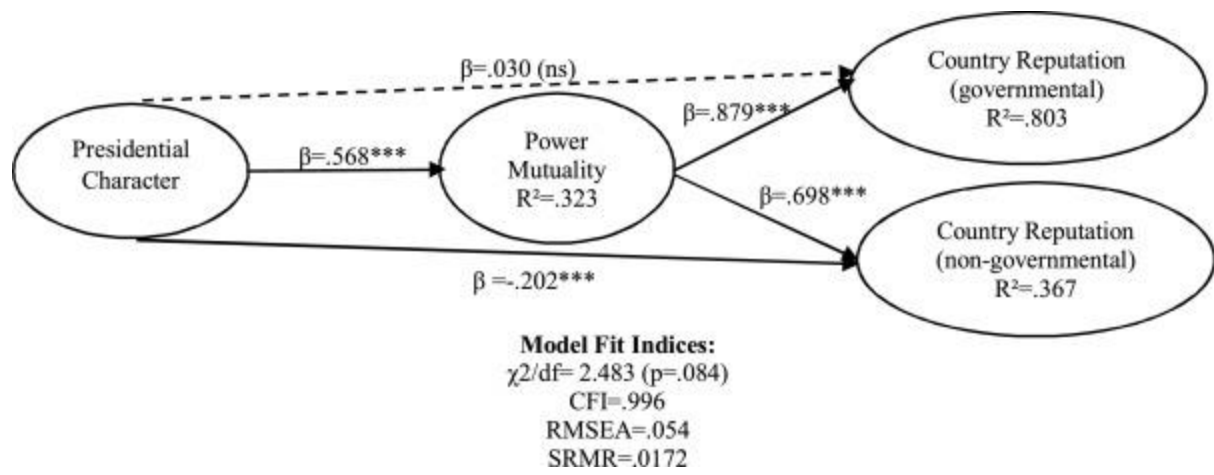 β=.030 (ns)
Country Reputation
(governmental)
R²=.803
β=.879***
Presidential
Character
β=.568***
Power
Mutuality
R²=.323
β=.698***
Country Reputation
(non-governmental)
R²=.367
β =-.202***
Model Fit Indices:
χ2/df= 2.483 (p=.084)
CFI=.996
RMSEA=.054
SRMR=.0172